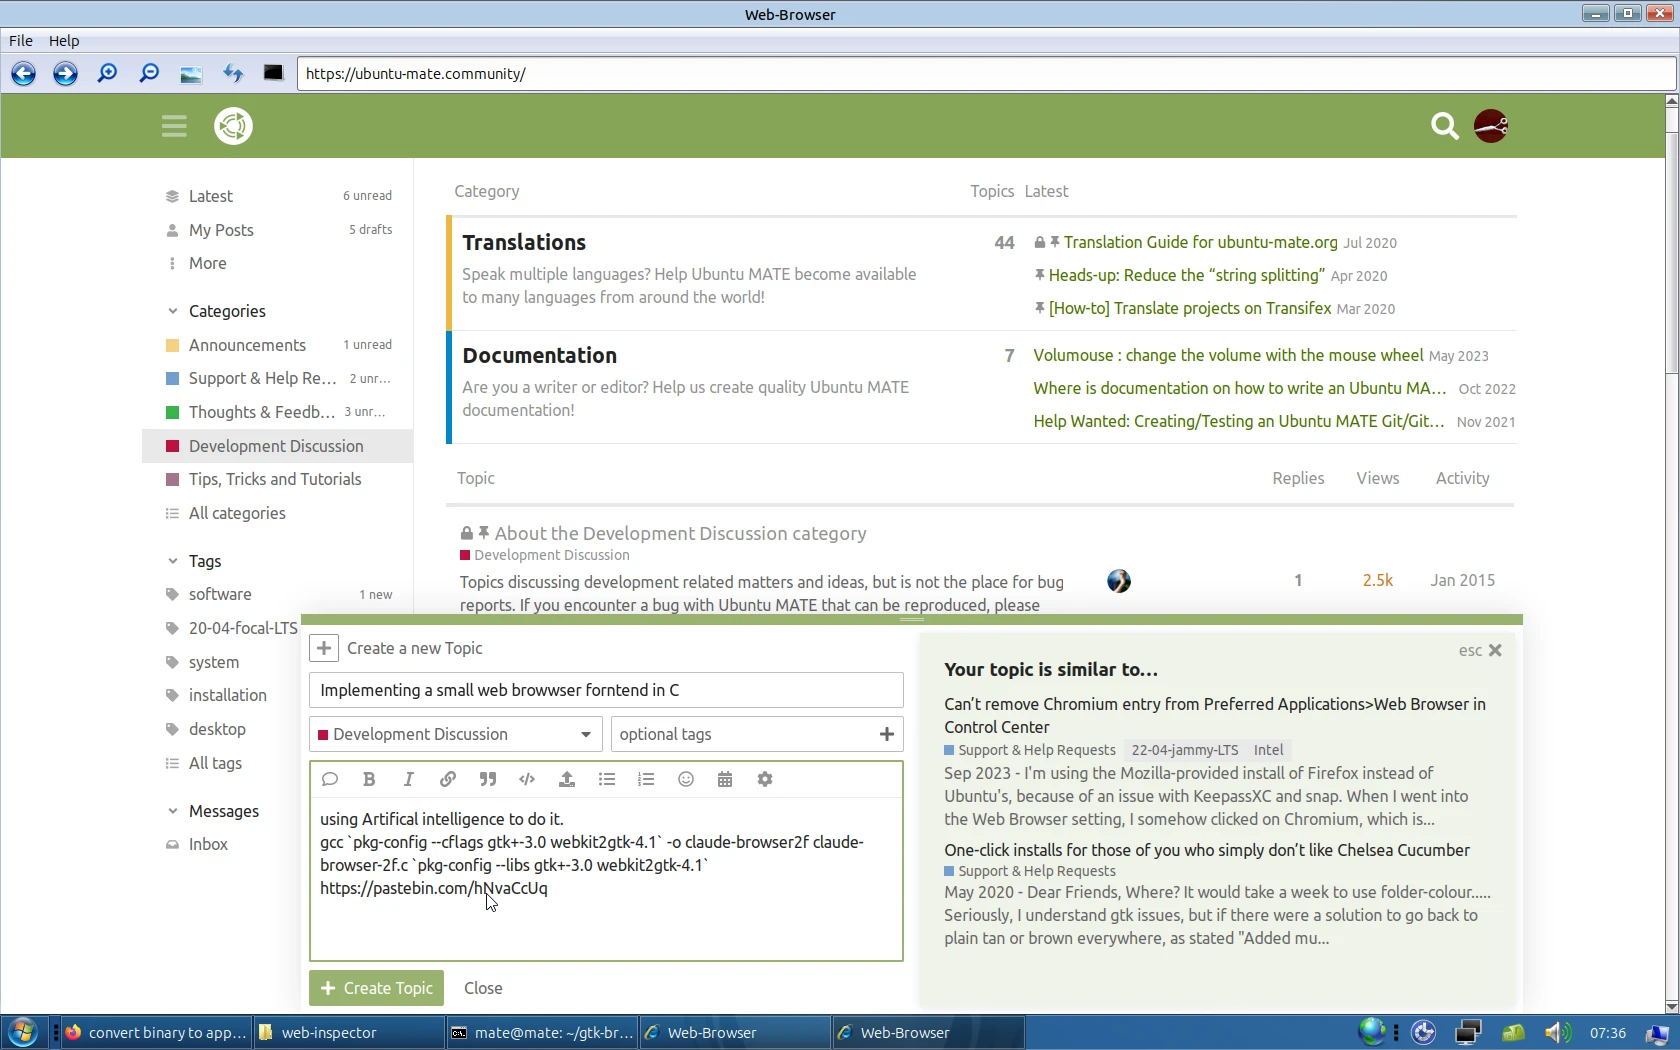 Web-Browser
File Help
https://ubuntu-mate.community/
Latest 6 unread
My Posts 5 drafts
More
Categories
Announcements 1 unread
Support & Help Re... 2 unr...
Thoughts & Feedb... 3 unr...
Development Discussion
Tips, Tricks and Tutorials
All categories
Tags
software 1 new
20-04-focal-LTS
system
installation
desktop
All tags
Messages
Inbox
Category Topics Latest
Translations 44
Speak multiple languages? Help Ubuntu MATE become available
to many languages from around the world!
Translation Guide for ubuntu-mate.org Jul 2020
Heads-up: Reduce the “string splitting” Apr 2020
[How-to] Translate projects on Transifex Mar 2020
Documentation 7
Are you a writer or editor? Help us create quality Ubuntu MATE
documentation!
Volumouse : change the volume with the mouse wheel May 2023
Where is documentation on how to write an Ubuntu MA... Oct 2022
Help Wanted: Creating/Testing an Ubuntu MATE Git/Git... Nov 2021
Topic Replies Views Activity
About the Development Discussion category
Development Discussion
Topics discussing development related matters and ideas, but is not the place for bug
reports. If you encounter a bug with Ubuntu MATE that can be reproduced, please
1 2.5k Jan 2015
Create a new Topic
Implementing a small web browwser forntend in C
Development Discussion optional tags
using Artifical intelligence to do it.
gcc `pkg-config --cflags gtk+-3.0 webkit2gtk-4.1` -o claude-browser2f claude-
browser-2f.c `pkg-config --libs gtk+-3.0 webkit2gtk-4.1`
https://pastebin.com/hNvaCcUq
Create Topic Close
esc
Your topic is similar to...
Can’t remove Chromium entry from Preferred Applications>Web Browser in
Control Center
Support & Help Requests 22-04-jammy-LTS Intel
Sep 2023 - I'm using the Mozilla-provided install of Firefox instead of
Ubuntu's, because of an issue with KeepassXC and snap. When I went into
the Web Browser setting, I somehow clicked on Chromium, which is...
One-click installs for those of you who simply don’t like Chelsea Cucumber
Support & Help Requests
May 2020 - Dear Friends, Where? It would take a week to use folder-colour.....
Seriously, I understand gtk issues, but if there were a solution to go back to
plain tan or brown everywhere, as stated "Added mu...
convert binary to app... web-inspector mate@mate: ~/gtk-br... Web-Browser Web-Browser 07:36